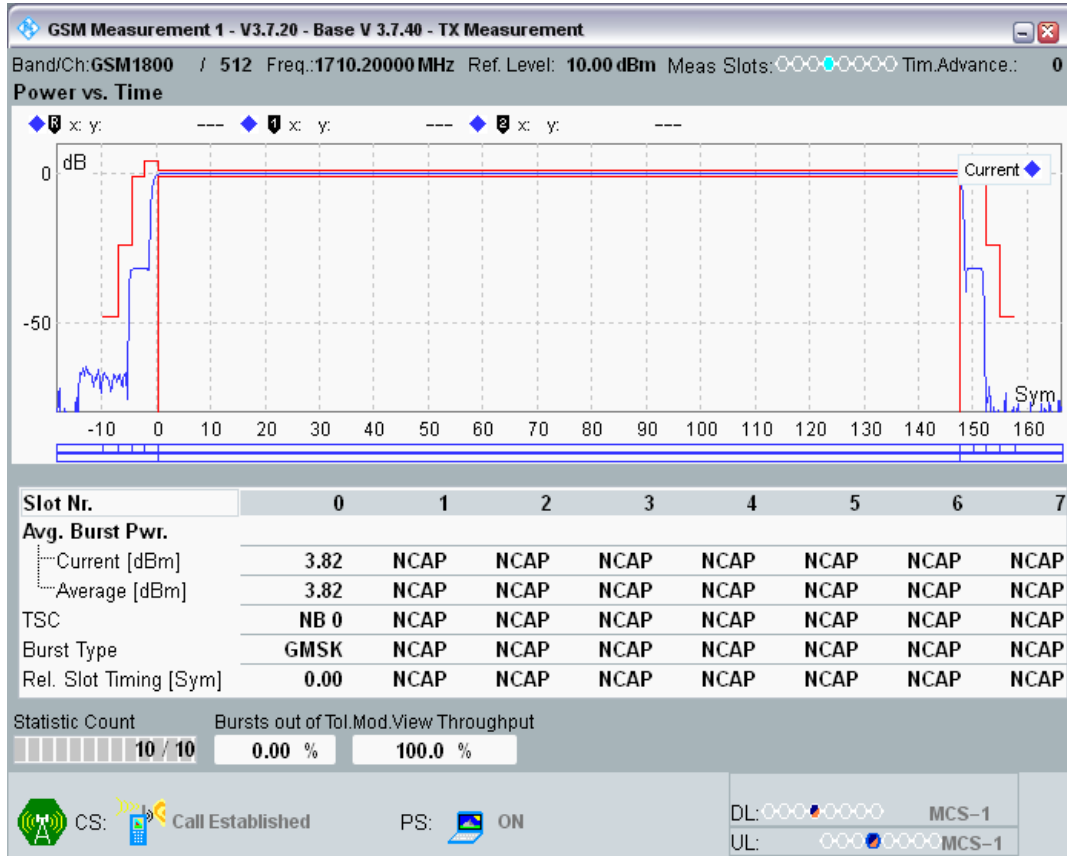 GSM Measurement 1 - V3.7.20 - Base V 3.7.40 - TX Measurement
Band/Ch:GSM1800 / 512 Freq.:1710.20000 MHz Ref. Level: 10.00 dBm Meas Slots: Tim.Advance.: 0
Power vs. Time
R x: y: --- 1 x: y: --- 2 x: y: ---
dB
Current
0
-50
Sym
-10 0 10 20 30 40 50 60 70 80 90 100 110 120 130 140 150 160
Slot Nr. 0 1 2 3 4 5 6 7
Avg. Burst Pwr.
Current [dBm] 3.82 NCAP NCAP NCAP NCAP NCAP NCAP NCAP
Average [dBm] 3.82 NCAP NCAP NCAP NCAP NCAP NCAP NCAP
TSC NB 0 NCAP NCAP NCAP NCAP NCAP NCAP NCAP
Burst Type GMSK NCAP NCAP NCAP NCAP NCAP NCAP NCAP
Rel. Slot Timing [Sym] 0.00 NCAP NCAP NCAP NCAP NCAP NCAP NCAP
Statistic Count Bursts out of Tol.Mod.View Throughput
10 / 10 0.00 % 100.0 %
CS: Call Established PS: ON DL: MCS-1
UL: MCS-1